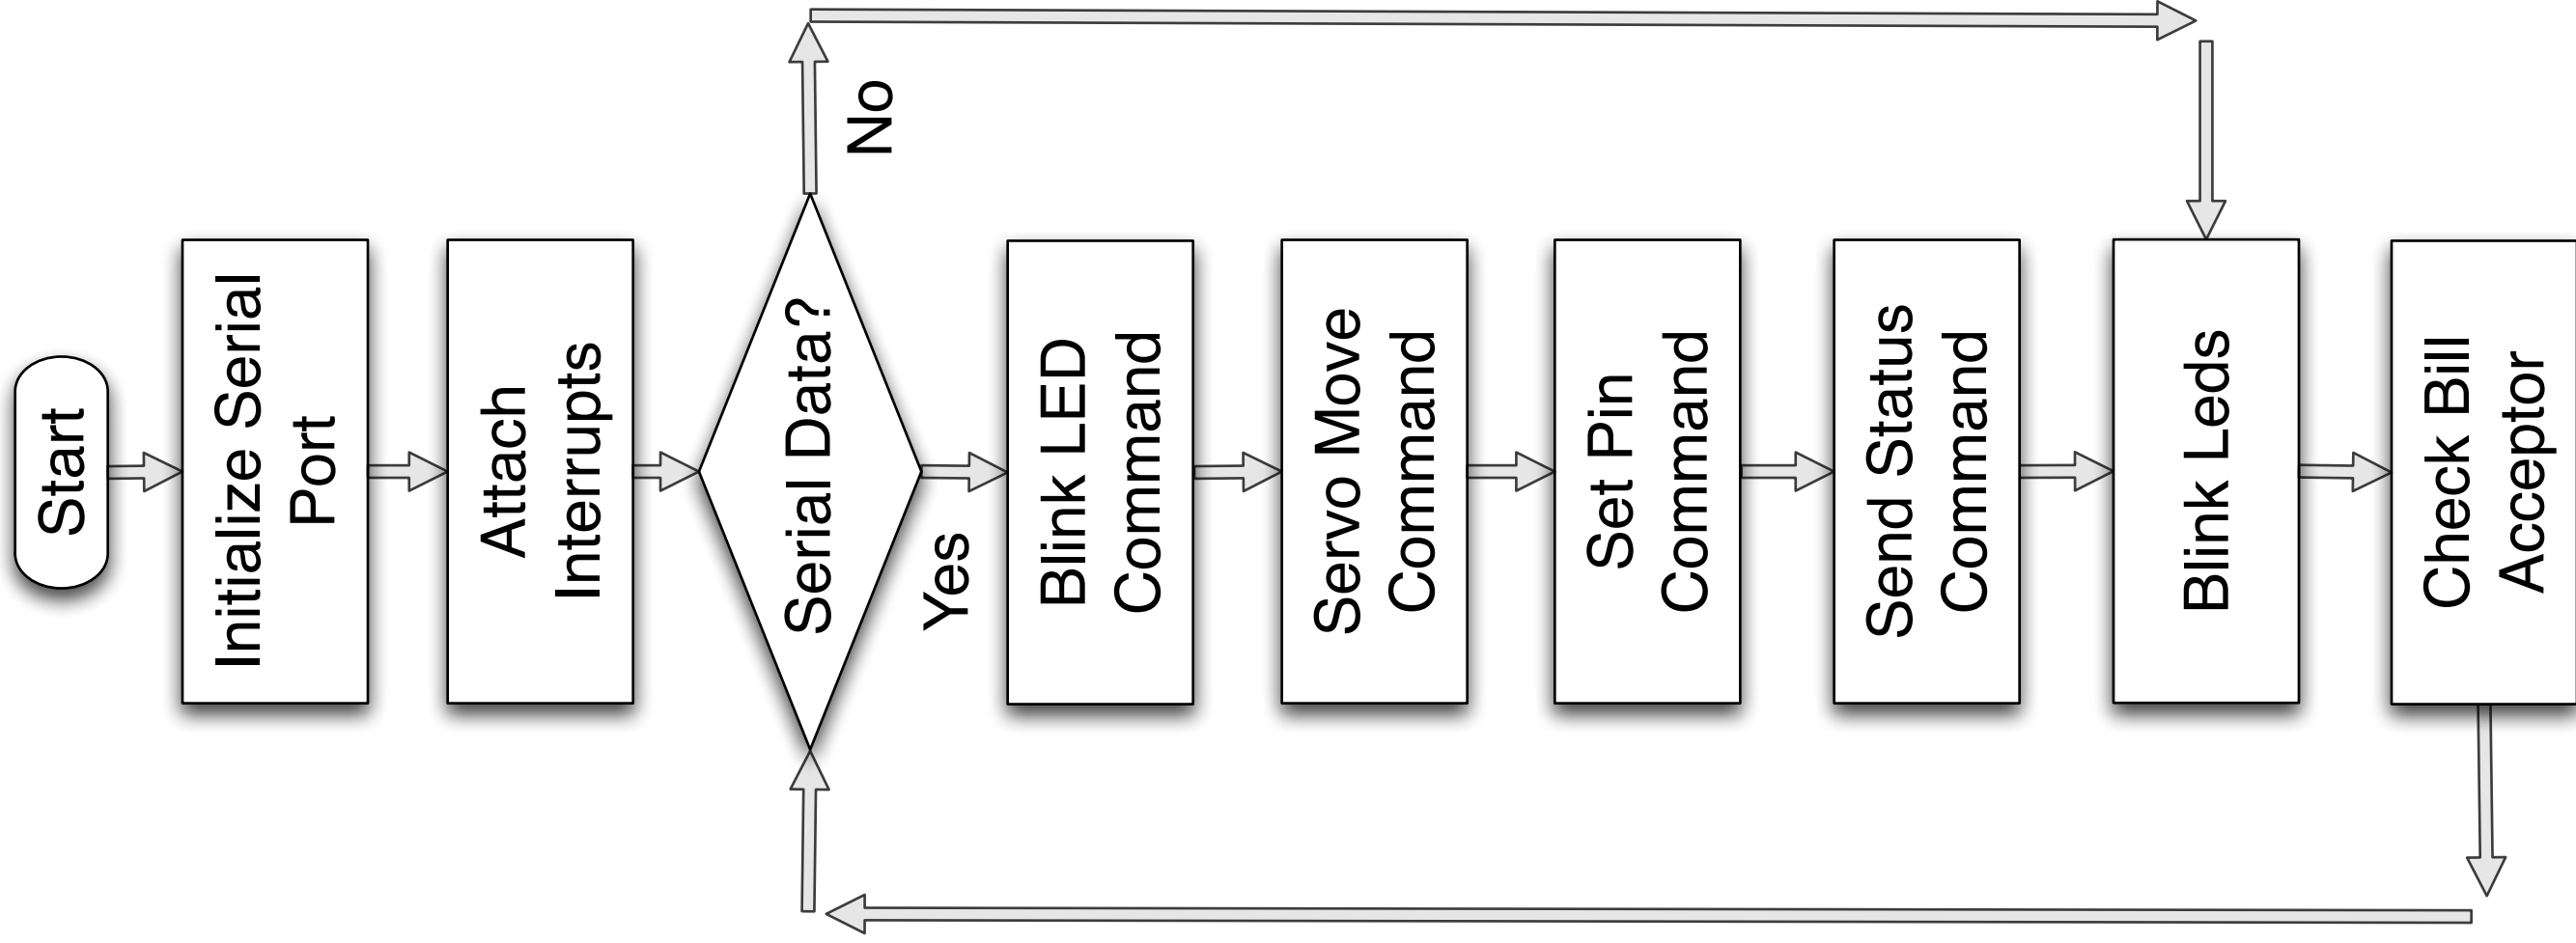 Start
Initialize Serial
Port
Attach
Interrupts
Serial Data?
No
Yes
Blink LED
Command
Servo Move
Command
Set Pin
Command
Send Status
Command
Blink Leds
Check Bill
Acceptor